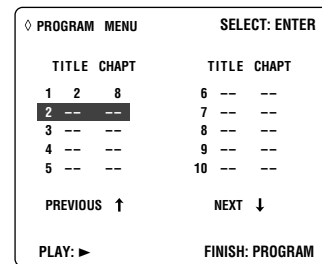 ◊ PROGRAM MENU SELECT: ENTER
TITLE CHAPT TITLE CHAPT
1 2 8 6 –– ––
2 –– –– 7 –– ––
3 –– –– 8 –– ––
4 –– –– 9 –– ––
5 –– –– 10 –– ––
PREVIOUS ↑ NEXT ↓
PLAY: ► FINISH: PROGRAM